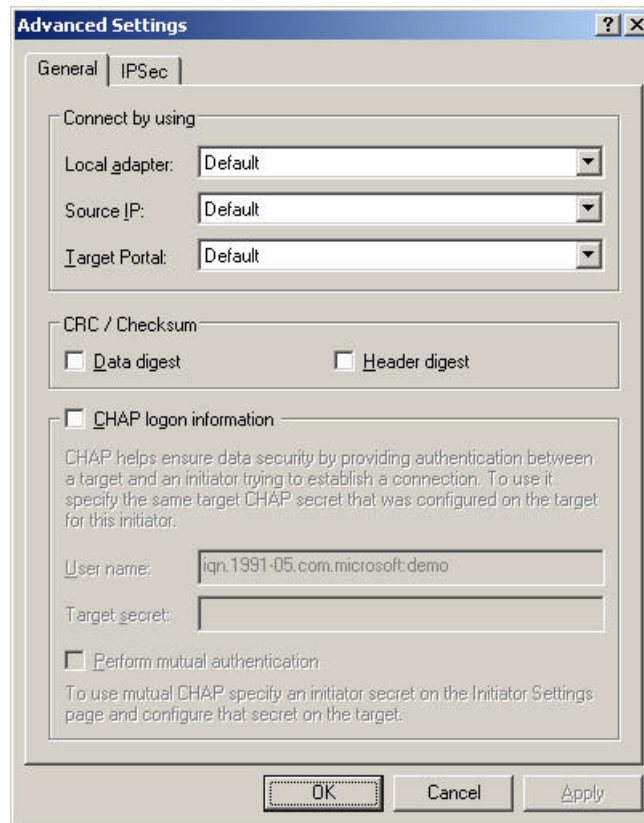 Advanced Settings
General
IPSec
Connect by using
Local adapter:
Default
Source IP:
Default
Target Portal:
Default
CRC / Checksum
Data digest
Header digest
CHAP logon information
CHAP helps ensure data security by providing authentication between
a target and an initiator trying to establish a connection. To use it
specify the same target CHAP secret that was configured on the target
for this initiator.
User name:
iqn.1991-05.com.microsoft:demo
Target secret:
Perform mutual authentication
To use mutual CHAP specify an initiator secret on the Initiator Settings
page and configure that secret on the target.
OK
Cancel
Apply